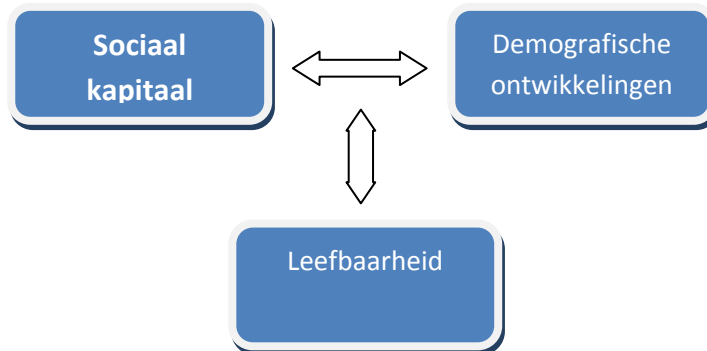 Sociaal
kapitaal
Demografische
ontwikkelingen
Leefbaarheid